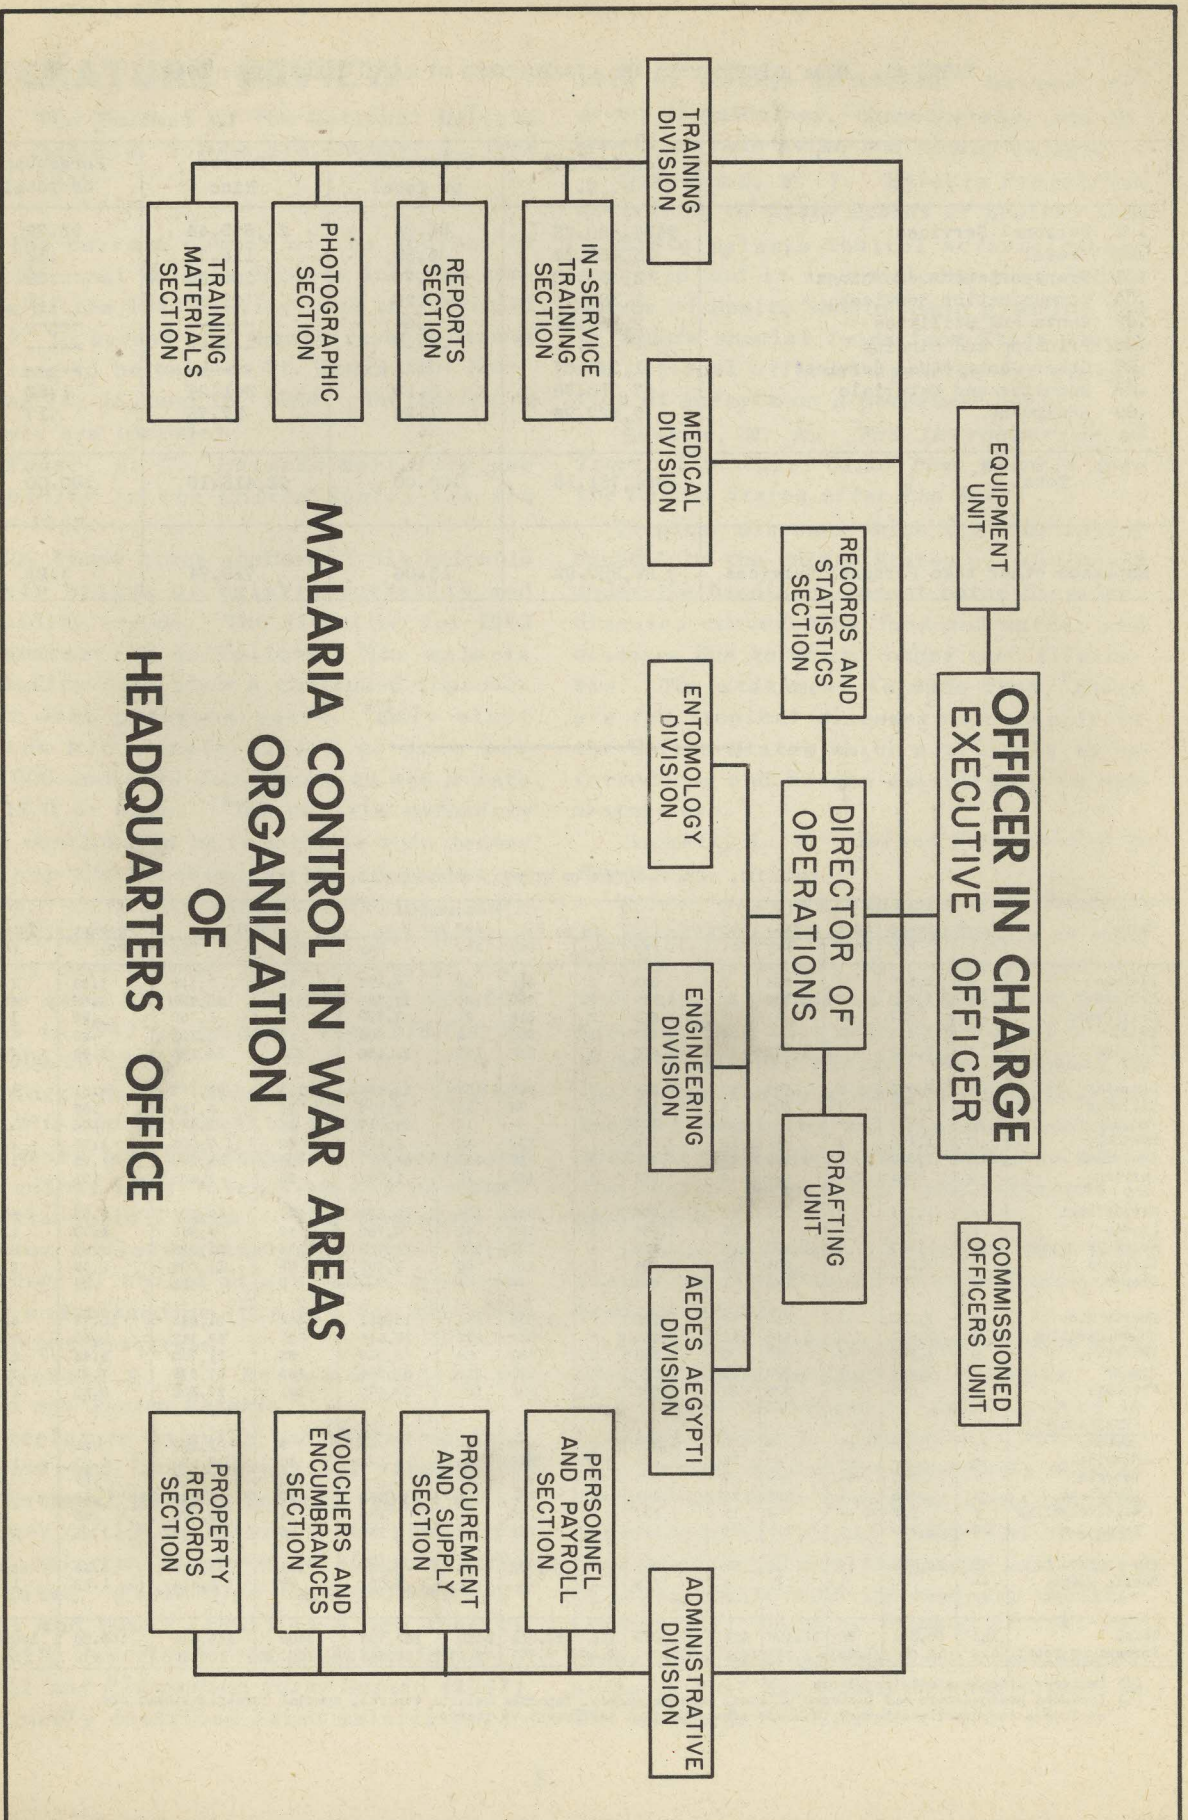 OFFICER IN CHARGE
EXECUTIVE OFFICER
EQUIPMENT
UNIT
COMMISSIONED
OFFICERS UNIT
DIRECTOR OF
OPERATIONS
RECORDS AND
STATISTICS
SECTION
DRAFTING
UNIT
TRAINING
DIVISION
MEDICAL
DIVISION
ENTOMOLOGY
DIVISION
ENGINEERING
DIVISION
AEDES AEGYPTI
DIVISION
ADMINISTRATIVE
DIVISION
IN-SERVICE
TRAINING
SECTION
REPORTS
SECTION
PHOTOGRAPHIC
SECTION
TRAINING
MATERIALS
SECTION
PERSONNEL
AND PAYROLL
SECTION
PROCUREMENT
AND SUPPLY
SECTION
VOUCHERS AND
ENCUMBRANCES
SECTION
PROPERTY
RECORDS
SECTION
MALARIA CONTROL IN WAR AREAS
ORGANIZATION
OF
HEADQUARTERS OFFICE